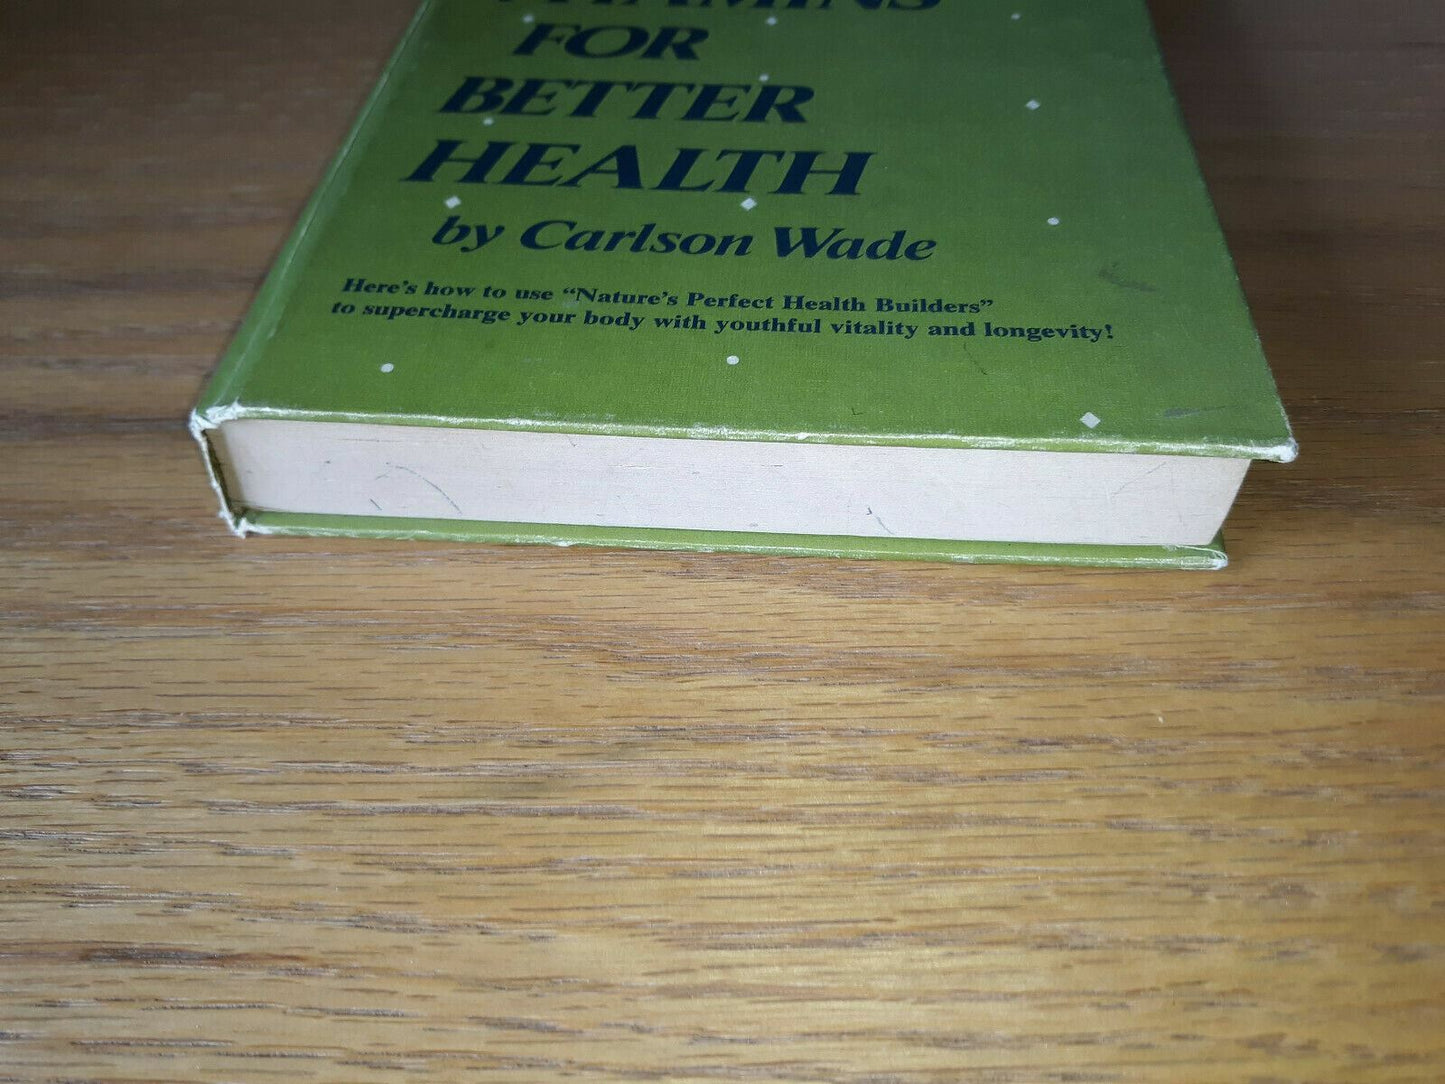 VITAMINS
FOR
BETTER
HEALTH
by Carlson Wade
Here's how to use “Nature's Perfect Health Builders”
to supercharge your body with youthful vitality and longevity!